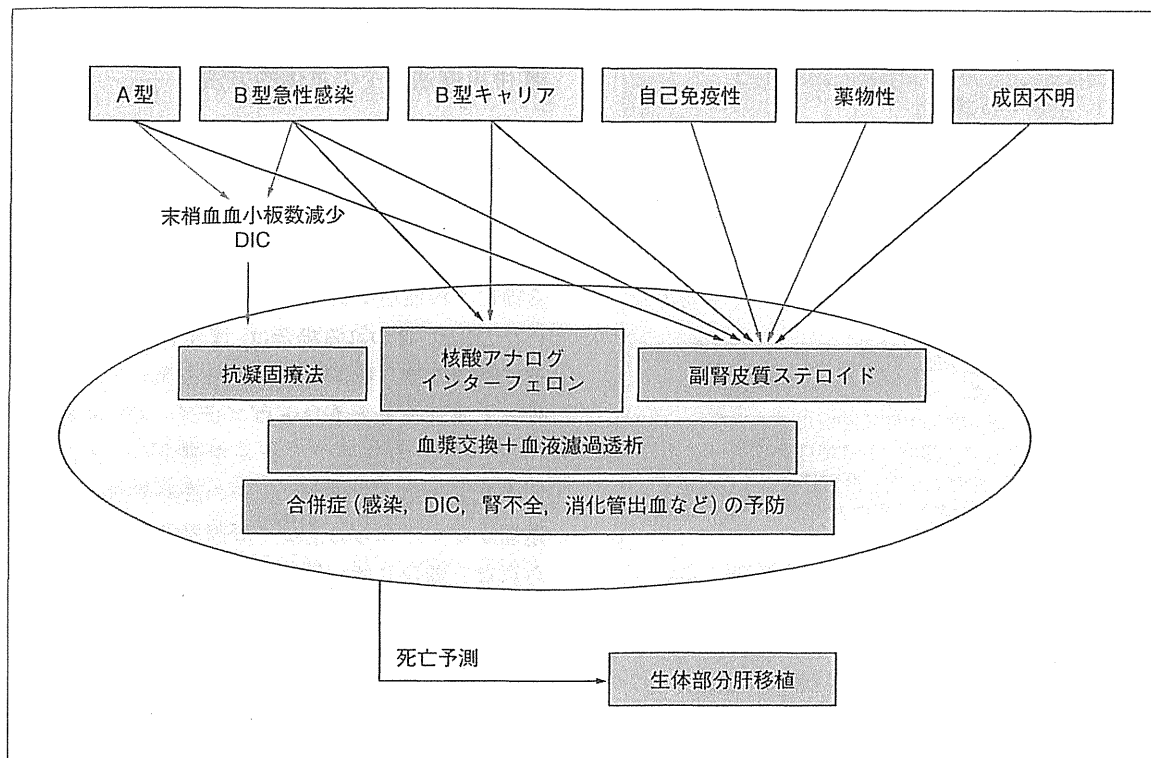 A型
B型急性感染
B型キャリア
自己免疫性
薬物性
成因不明
末梢血血小板数減少
DIC
抗凝固療法
核酸アナログ
インターフェロン
副腎皮質ステロイド
血漿交換+血液濾過透析
合併症(感染,DIC,腎不全,消化管出血など)の予防
死亡予測
生体部分肝移植